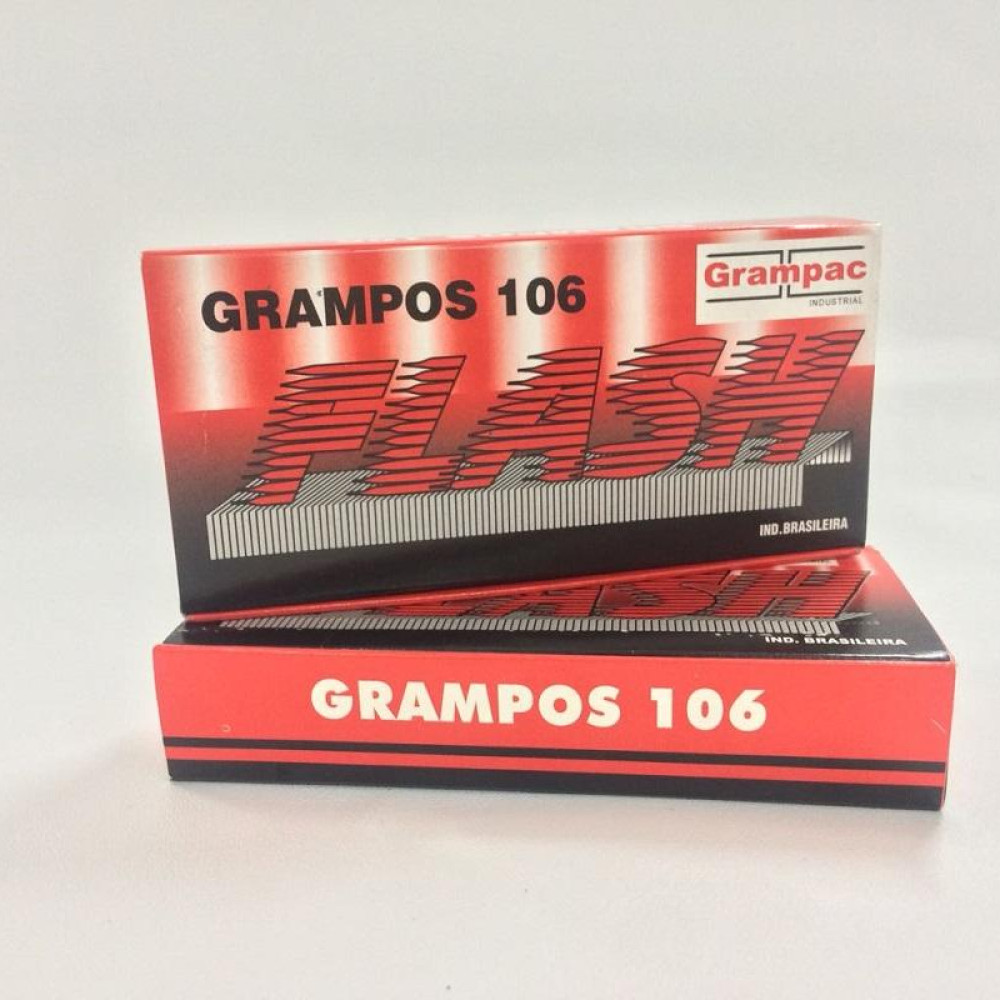 GRAMPOS 106
Grampac
INDUSTRIAL
FLASH
IND.BRASILEIRA
FLASH
IND. BRASILEIRA
GRAMPOS 106